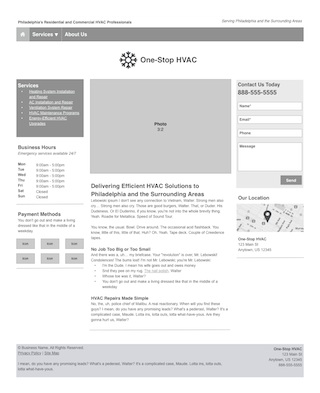 Philadelphia's Residential and Commercial HVAC Professionals
Serving Philadelphia and the Surrounding Areas
Services ▾
About Us
One-Stop HVAC
Services
Heating System Installation
and Repair
AC Installation and Repair
Ventilation System Repair
HVAC Maintenance Programs
Energy-Efficient HVAC
Upgrades
Business Hours
Emergency services available 24/7
Mon 9:00am - 5:00pm
Tue 9:00am - 5:00pm
Wed 9:00am - 5:00pm
Thu 9:00am - 5:00pm
Fri 9:00am - 5:00pm
Sat Closed
Sun Closed
Payment Methods
You don't go out and make a living
dressed like that in the middle of a
weekday.
Icon Icon Icon
Icon Icon Icon
Photo
Delivering Efficient HVAC Solutions to
Philadelphia and the Surrounding Areas
Lebowski ipsum I don't see any connection to Vietnam, Walter. Strong men also
cry… Strong men also cry. Those are good burgers, Walter. That, or Duder. His
Dudeness. Or El Duderino, if you know, you're not into the whole brevity thing.
Yeah. Roadie for Metallica. Speed of Sound Tour.
You know, the usual. Bowl. Drive around. The occasional acid flashback. You
know, little of this, little of that. Huh? Oh. Yeah. Tape deck. Couple of Creedence
tapes.
No Job Too Big or Too Small
And there was, uh… my briefcase. Your "revolution" is over, Mr. Lebowski!
Condolences! The bums lost! I'm not Mr. Lebowski; you're Mr. Lebowski.
I'm the Dude. I mean his wife goes out and owes money
And they pee on my rug. The rug online, Walter
Whose toe was it, Walter?
You don't go out and make a living dressed like that in the middle of a
weekday.
HVAC Repairs Made Simple
No, the, uh, police chief of Malibu. A real reactionary. When will you find these
guys? I mean, do you have any promising leads? What's a pederast, Walter? It's a
complicated case, Maude. Lotta ins, lotta outs, lotta what-have-yous. Are they
gonna hurt us, Walter?
Contact Us Today
888-555-5555
Name*
Email*
Phone
Message
Send
Our Location
One-Stop HVAC
123 Main St
Anytown, US 12345
© Business Name. All Rights Reserved
Privacy Policy | Site Map
I mean, do you have any promising leads? What's a pederast, Walter? It's a complicated case, Maude. Lotta ins, lotta outs,
lotta what-have-yous.
One-Stop HVAC
123 Main St
Anytown, US 12345
888-555-5555